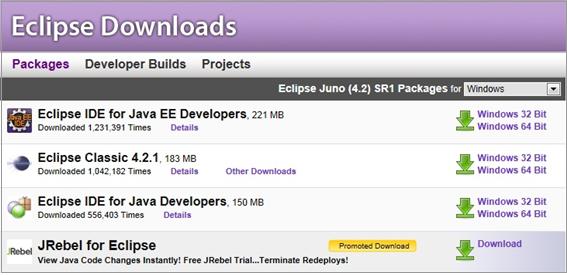 Eclipse Downloads
Packages Developer Builds Projects
Eclipse Juno (4.2) SR1 Packages for Windows
Java EE IDE
Eclipse IDE for Java EE Developers, 221 MB
Downloaded 1,231,391 Times Details
Windows 32 Bit
Windows 64 Bit
Eclipse Classic 4.2.1, 183 MB
Downloaded 1,042,182 Times Details Other Downloads
Windows 32 Bit
Windows 64 Bit
Eclipse IDE for Java Developers, 150 MB
Downloaded 556,403 Times Details
Windows 32 Bit
Windows 64 Bit
JRebel
JRebel for Eclipse
Promoted Download
Download
View Java Code Changes Instantly! Free JRebel Trial...Terminate Redeploys!